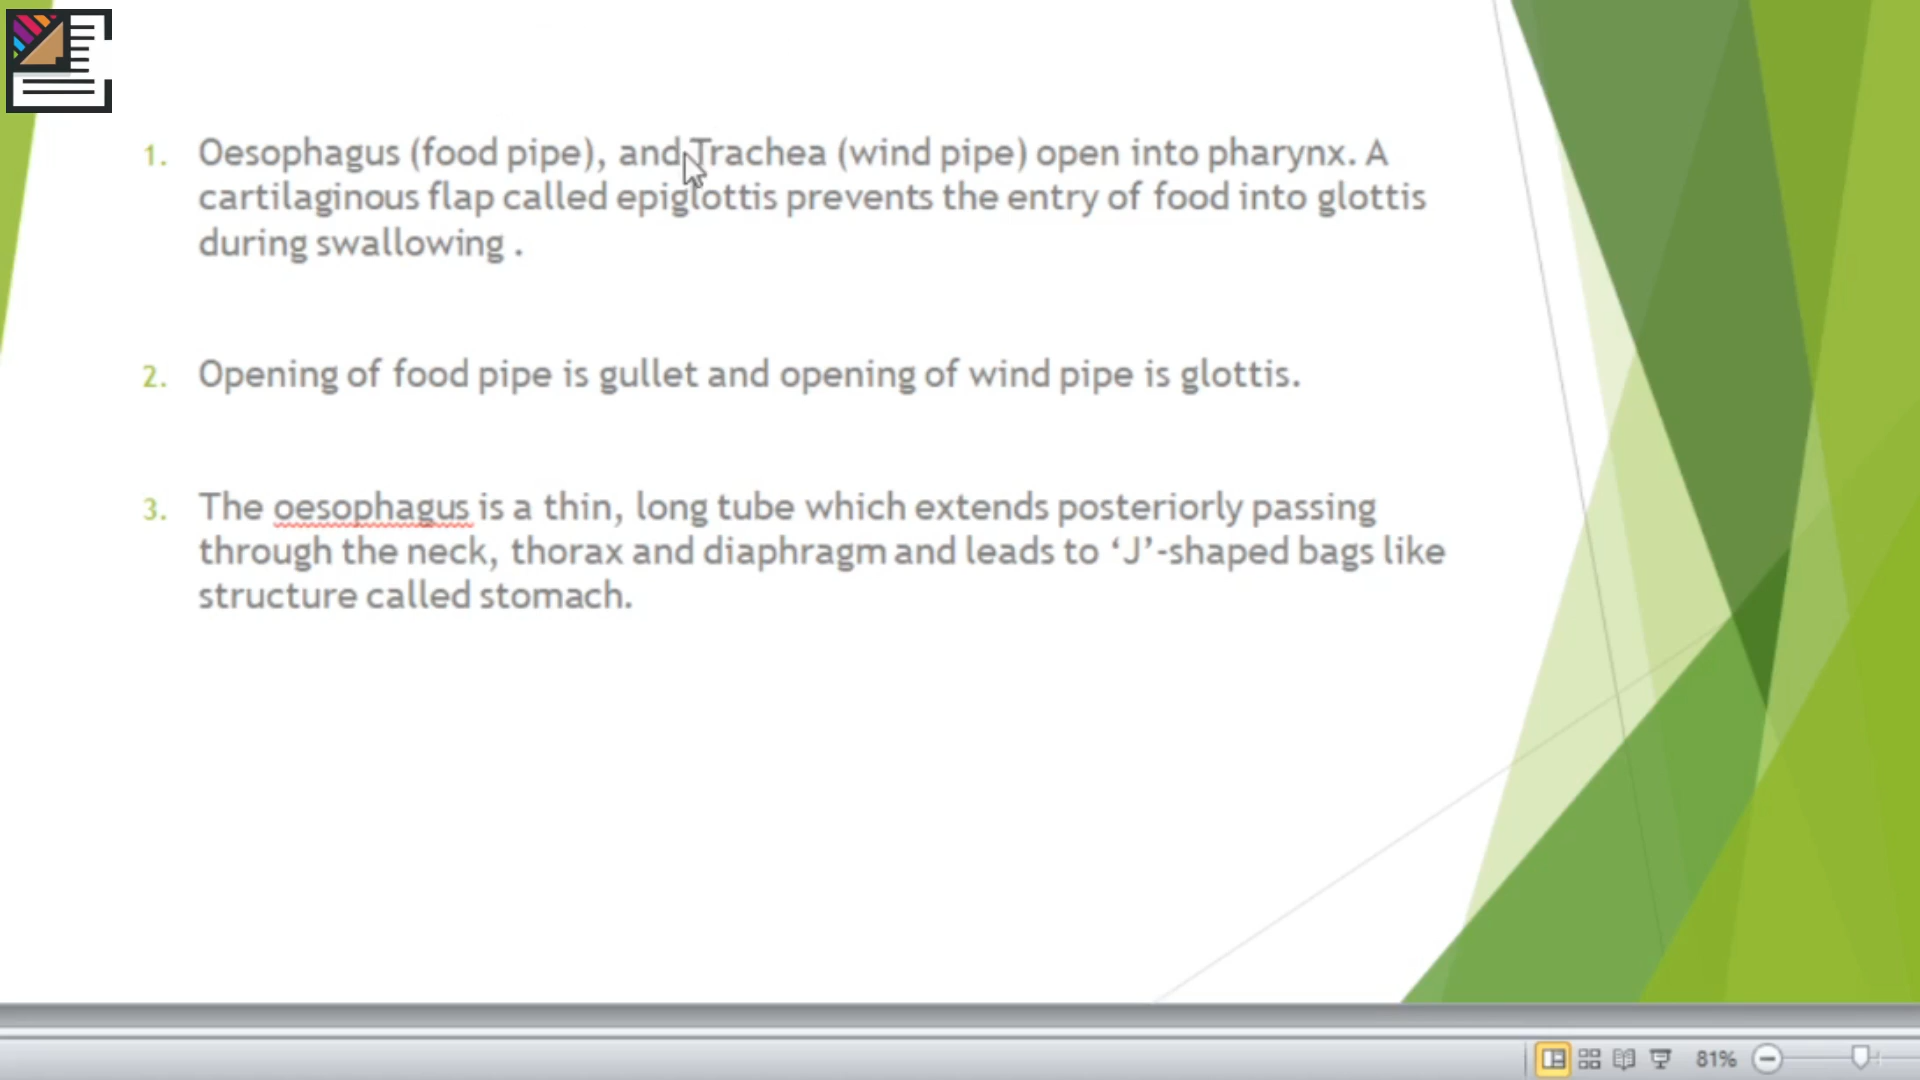 1. Oesophagus (food pipe), and Trachea (wind pipe) open into pharynx. A
cartilaginous flap called epiglottis prevents the entry of food into glottis
during swallowing .
2. Opening of food pipe is gullet and opening of wind pipe is glottis.
3. The oesophagus is a thin, long tube which extends posteriorly passing
through the neck, thorax and diaphragm and leads to ‘J’-shaped bags like
structure called stomach.
81%